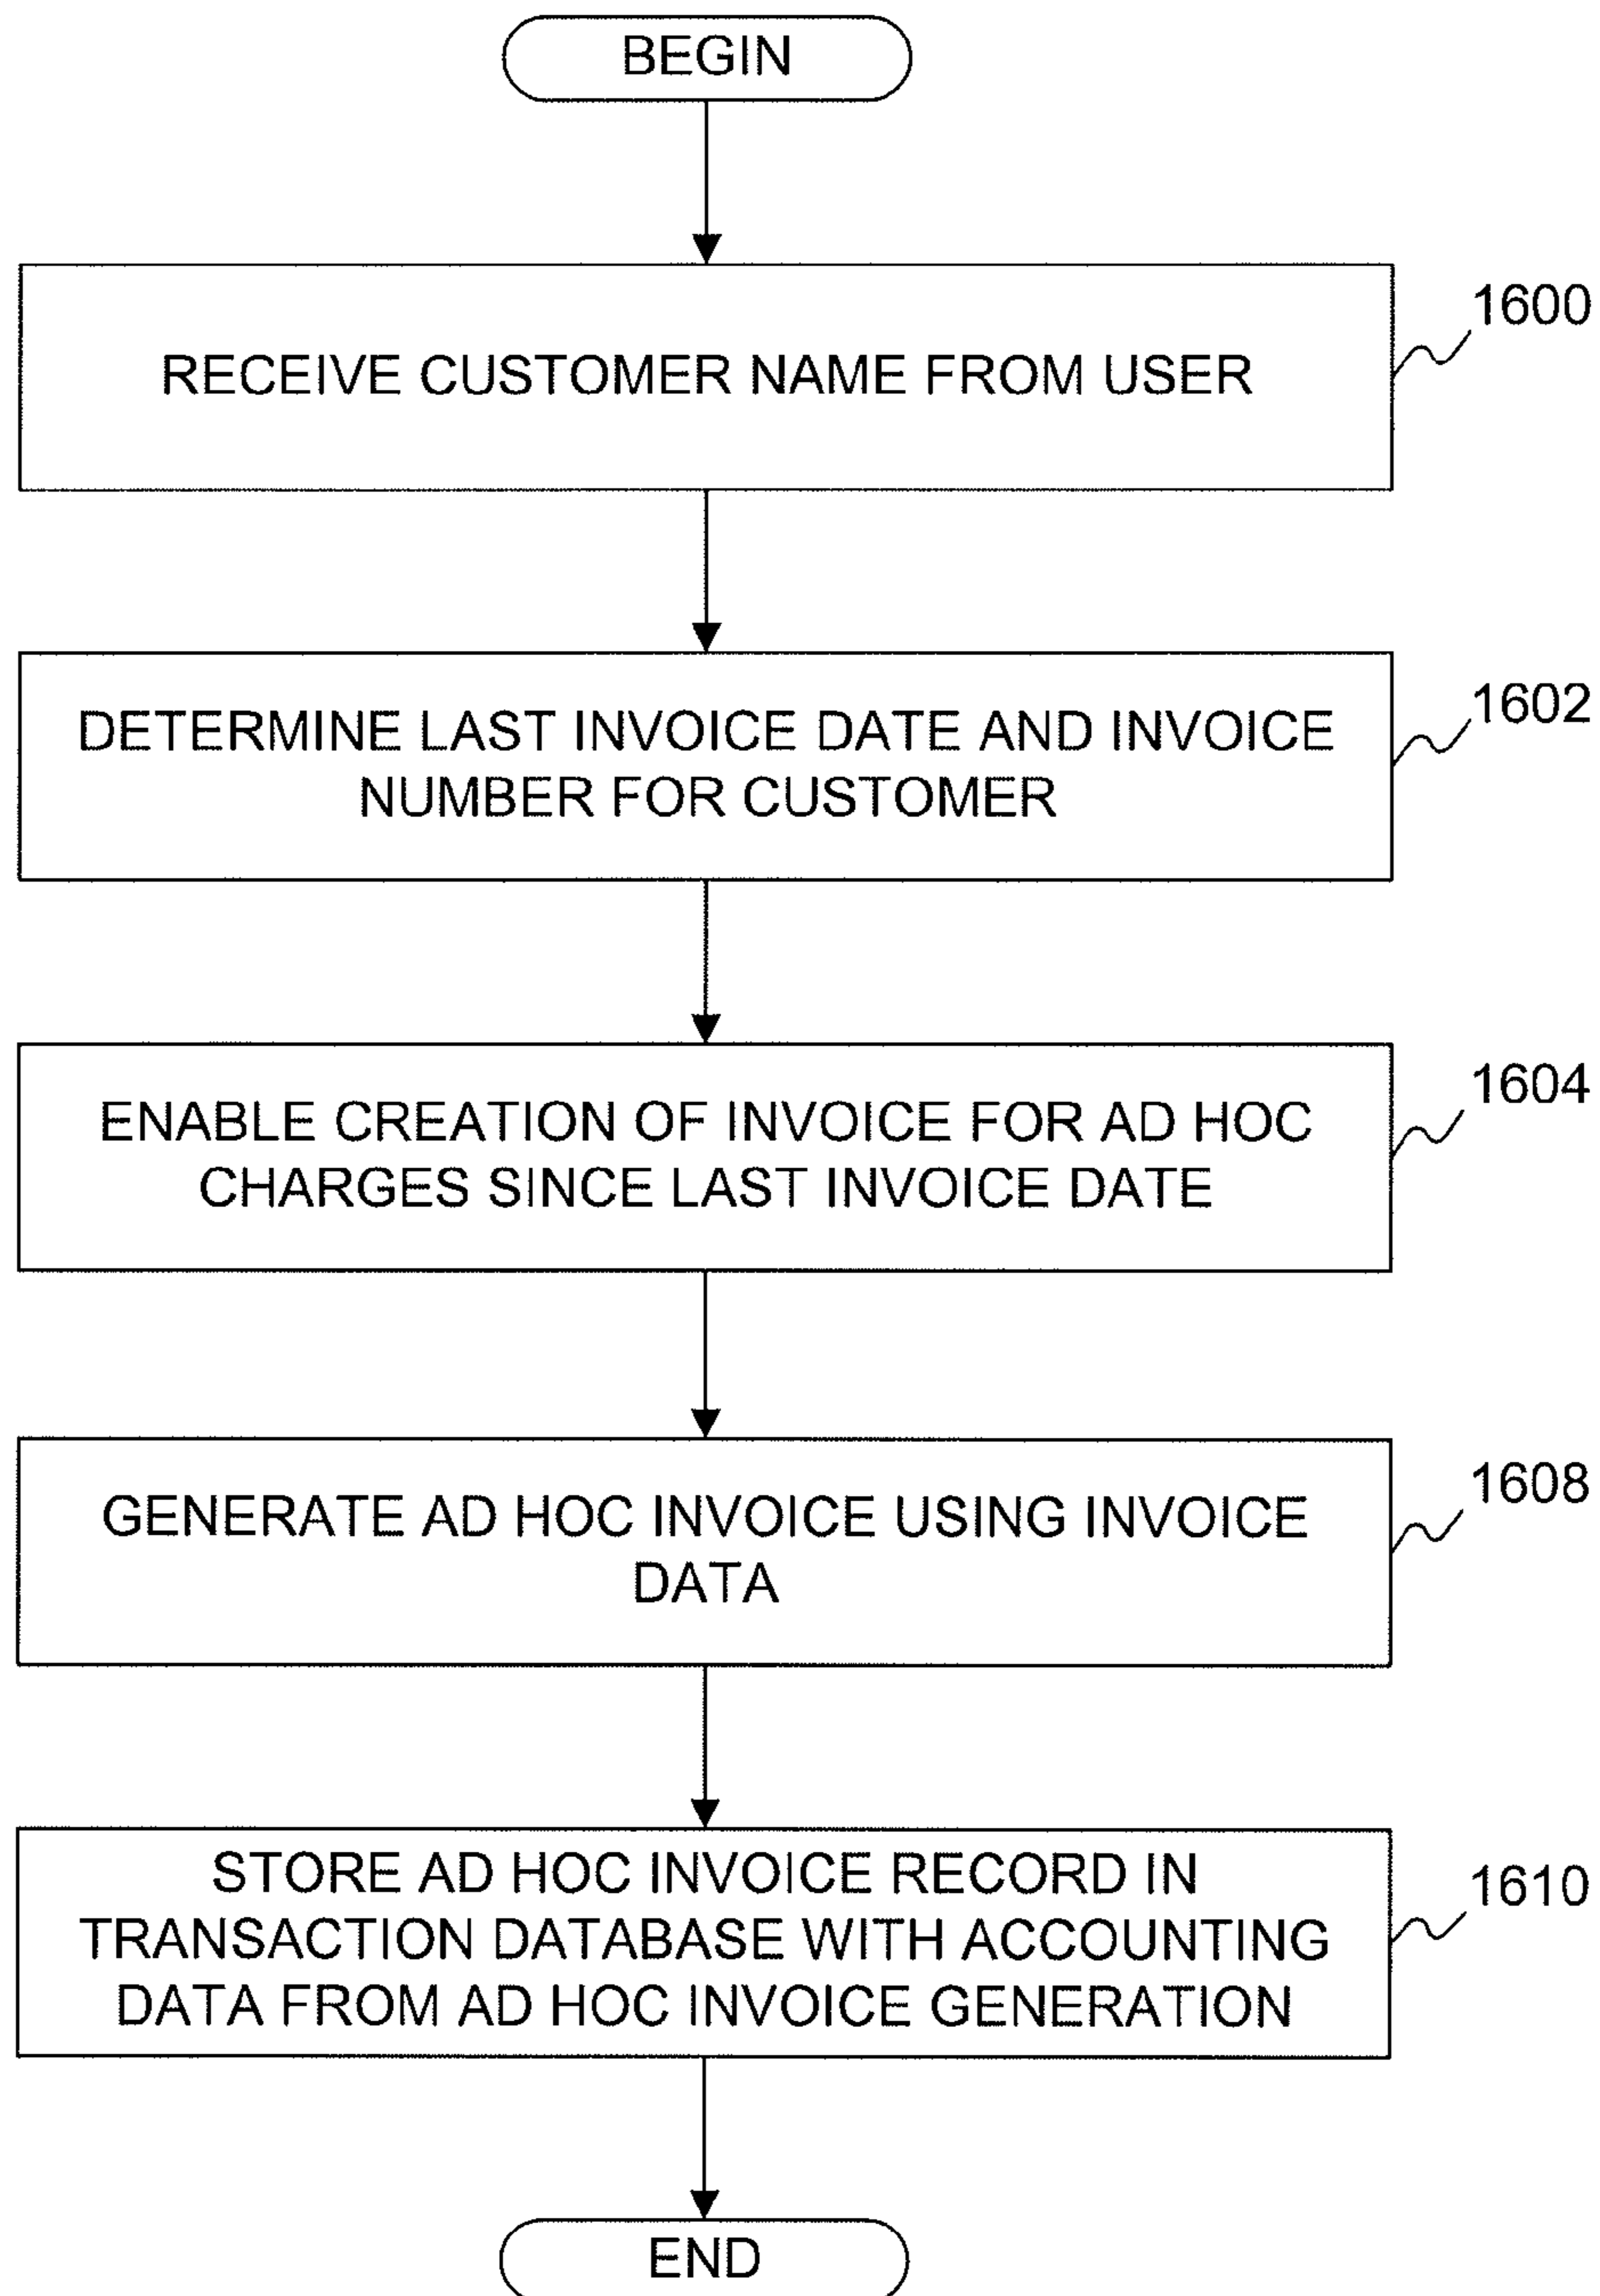 BEGIN
RECEIVE CUSTOMER NAME FROM USER
1600
DETERMINE LAST INVOICE DATE AND INVOICE
NUMBER FOR CUSTOMER
1602
ENABLE CREATION OF INVOICE FOR AD HOC
CHARGES SINCE LAST INVOICE DATE
1604
GENERATE AD HOC INVOICE USING INVOICE
DATA
1608
STORE AD HOC INVOICE RECORD IN
TRANSACTION DATABASE WITH ACCOUNTING
DATA FROM AD HOC INVOICE GENERATION
1610
END